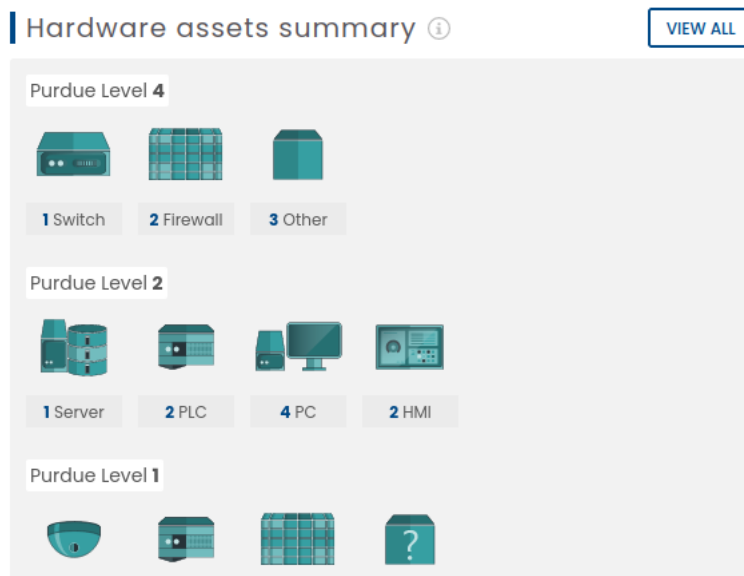 Hardware assets summary
VIEW ALL
Purdue Level 4
1 Switch
2 Firewall
3 Other
Purdue Level 2
1 Server
2 PLC
4 PC
2 HMI
Purdue Level 1
?